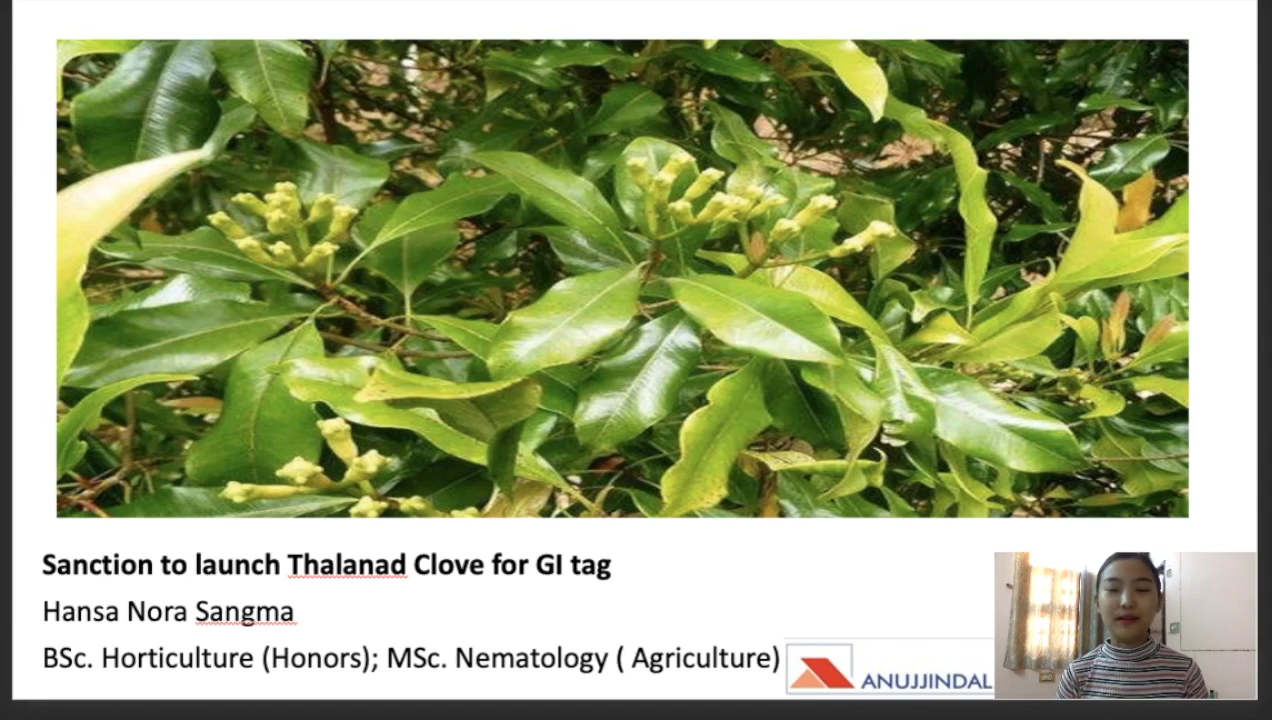 Sanction to launch Thalanad Clove for GI tag
Hansa Nora Sangma
BSc. Horticulture (Honors); MSc. Nematology ( Agriculture)
ANUJJINDAL